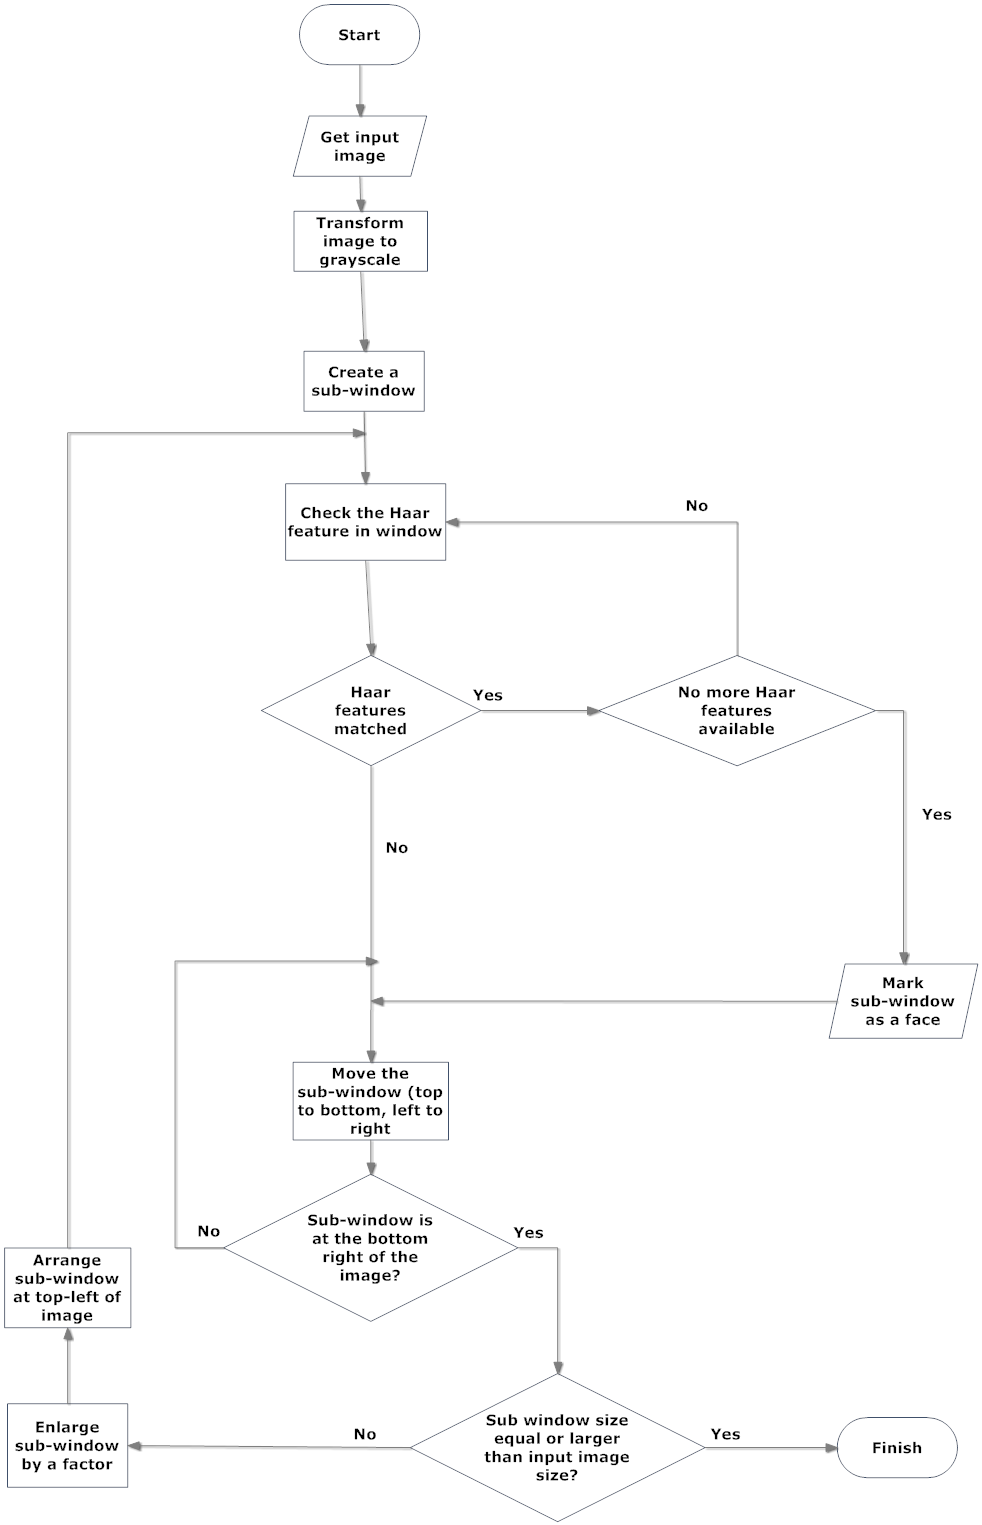 Start
Get input
image
Transform
image to
grayscale
Create a
sub-window
Check the Haar
feature in window
No
Haar
features
matched
Yes
No more Haar
features
available
Yes
No
Mark
sub-window
as a face
Move the
sub-window (top
to bottom, left to
right
Sub-window is
at the bottom
right of the
image?
No
Yes
Arrange
sub-window
at top-left of
image
Enlarge
sub-window
by a factor
No
Sub window size
equal or larger
than input image
size?
Yes
Finish